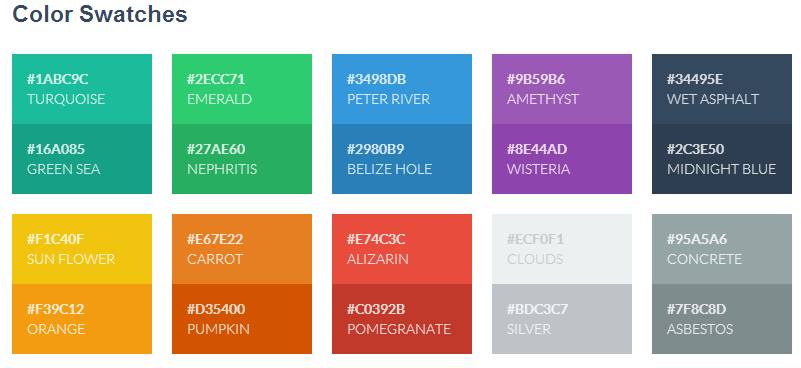 Color Swatches
#1ABC9C
TURQUOISE
#2ECC71
EMERALD
#3498DB
PETER RIVER
#9B59B6
AMETHYST
#34495E
WET ASPHALT
#16A085
GREEN SEA
#27AE60
NEPHRITIS
#2980B9
BELIZE HOLE
#8E44AD
WISTERIA
#2C3E50
MIDNIGHT BLUE
#F1C40F
SUN FLOWER
#E67E22
CARROT
#E74C3C
ALIZARIN
#ECF0F1
CLOUDS
#95A5A6
CONCRETE
#F39C12
ORANGE
#D35400
PUMPKIN
#C0392B
POMEGRANATE
#BDC3C7
SILVER
#7F8C8D
ASBESTOS